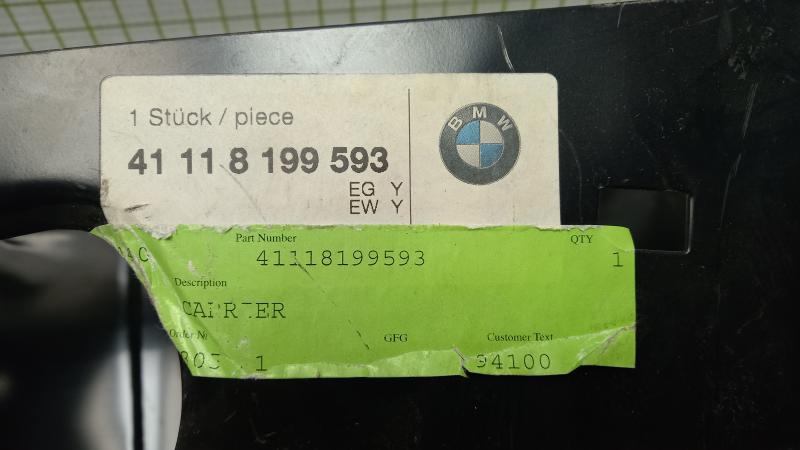 1 Stück / piece
41 11 8 199 593
EG Y
EW Y
BMW
Part Number QTY
41118199593 1
Description
CARRIER
Order N
GFG Customer Text
1 94100